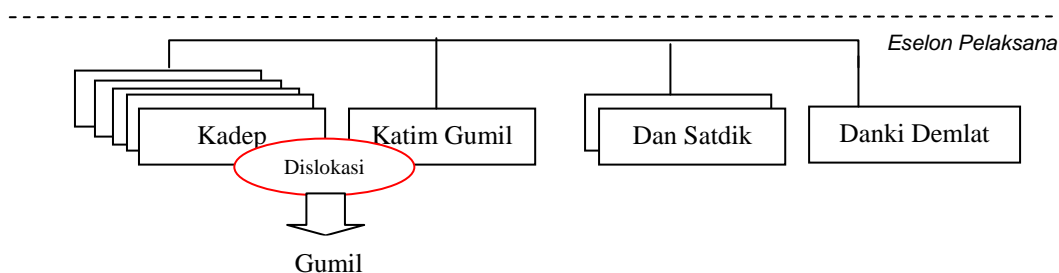 Eselon Pelaksana
Kadep
Katim Gumil
Dan Satdik
Danki Demlat
Dislokasi
Gumil